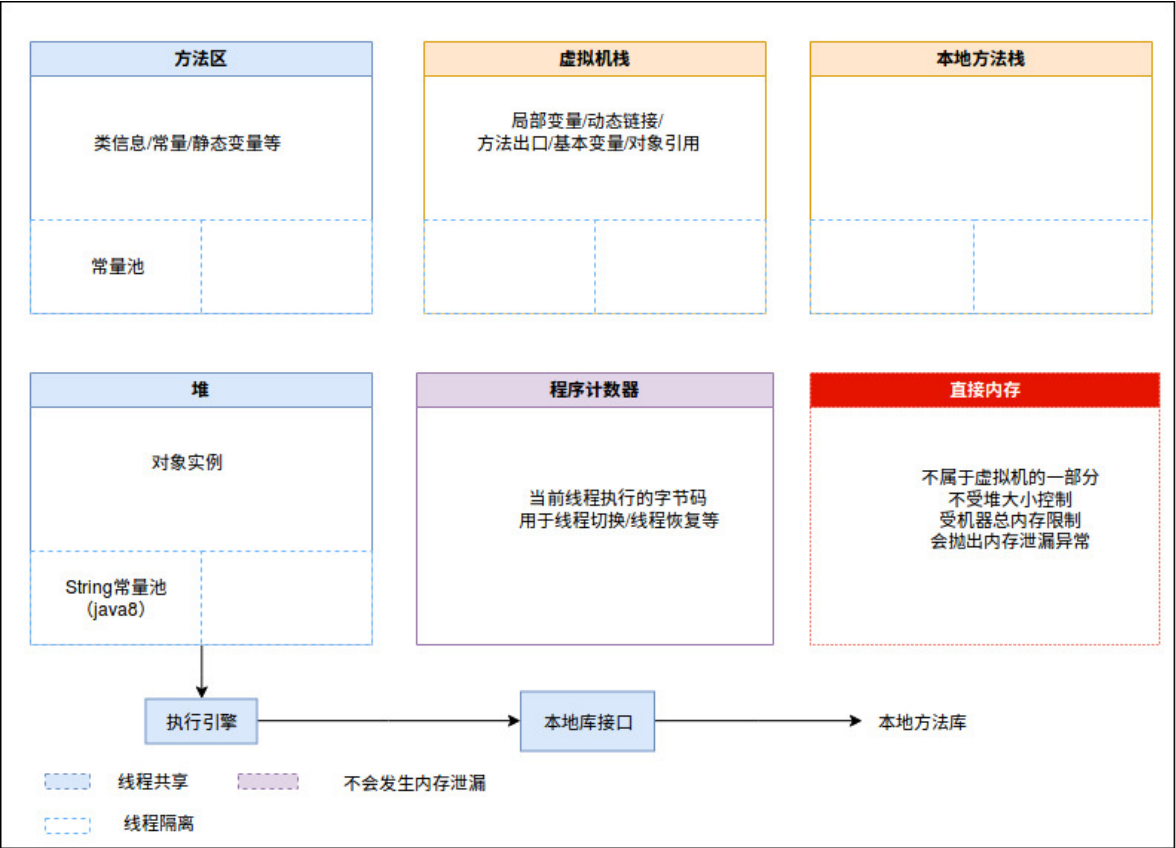 方法区
虚拟机栈
本地方法栈
类信息/常量/静态变量等
局部变量/动态链接/
方法出口/基本变量/对象引用
常量池
堆
程序计数器
直接内存
对象实例
当前线程执行的字节码
用于线程切换/线程恢复等
不属于虚拟机的一部分
不受堆大小控制
受机器总内存限制
会抛出内存泄漏异常
String常量池
（java8）
执行引擎
本地库接口
本地方法库
线程共享
不会发生内存泄漏
线程隔离